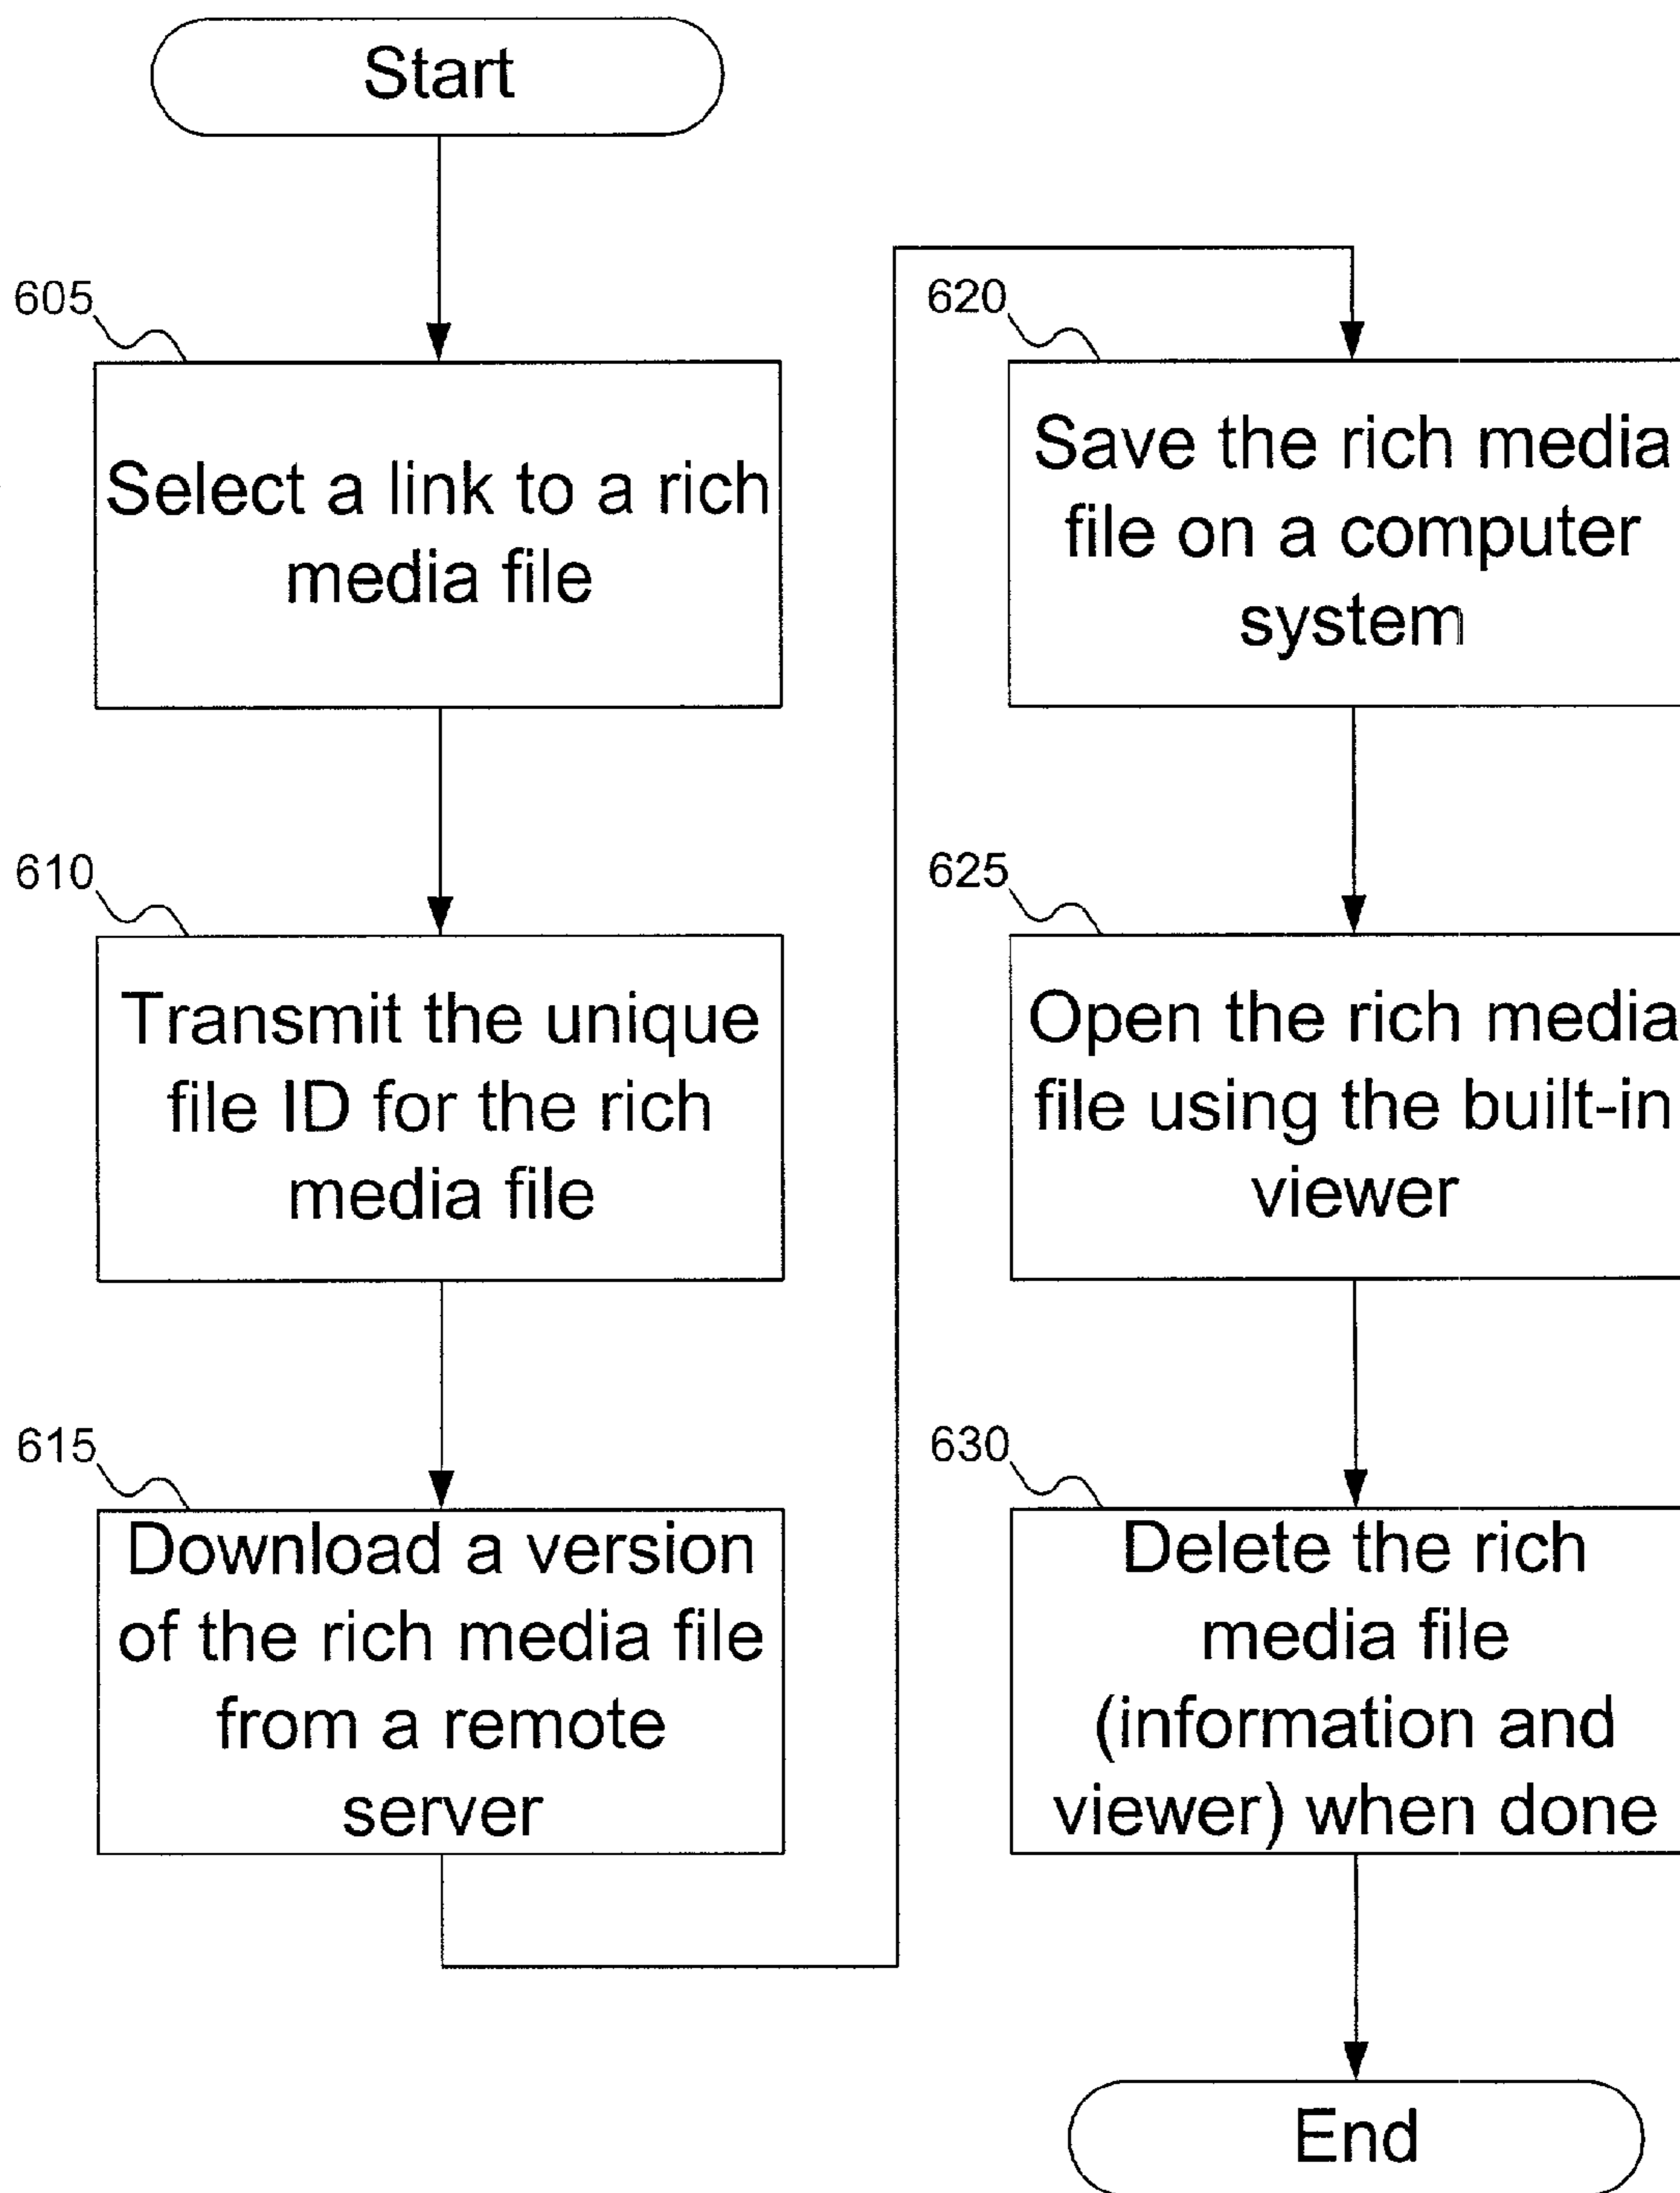 Start
605
Select a link to a rich
media file
610
Transmit the unique
file ID for the rich
media file
615
Download a version
of the rich media file
from a remote
server
620
Save the rich media
file on a computer
system
625
Open the rich media
file using the built-in
viewer
630
Delete the rich
media file
(information and
viewer) when done
End